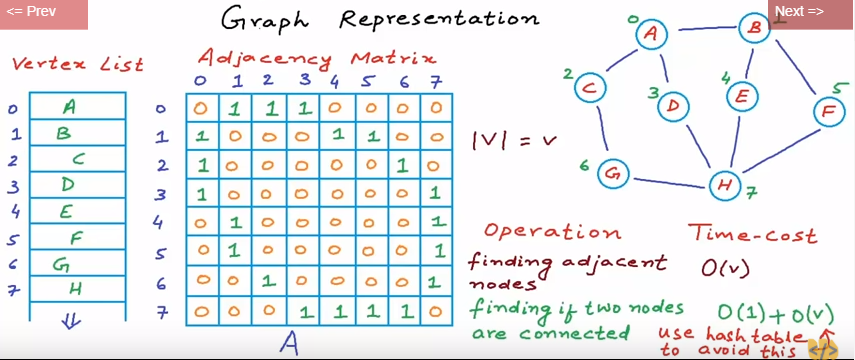 <= Prev
Next =>
Graph Representation
Vertex List
Adjacency Matrix
0 1 2 3 4 5 6 7
0 A
1 B
2 C
3 D
4 E
5 F
6 G
7 H
0 0 1 1 1 0 0 0 0
1 1 0 0 0 1 1 0 0
2 1 0 0 0 0 0 1 0
3 1 0 0 0 0 0 0 1
4 0 1 0 0 0 0 0 1
5 0 1 0 0 0 0 0 1
6 0 0 1 0 0 0 0 1
7 0 0 0 1 1 1 1 0
A
|V| = v
0 A
B 1
2 C
3 D
4 E
5 F
6 G
H 7
Operation Time-cost
finding adjacent
nodes O(v)
finding if two nodes O(1) + O(v)
are connected use hash table
to avoid this
</>